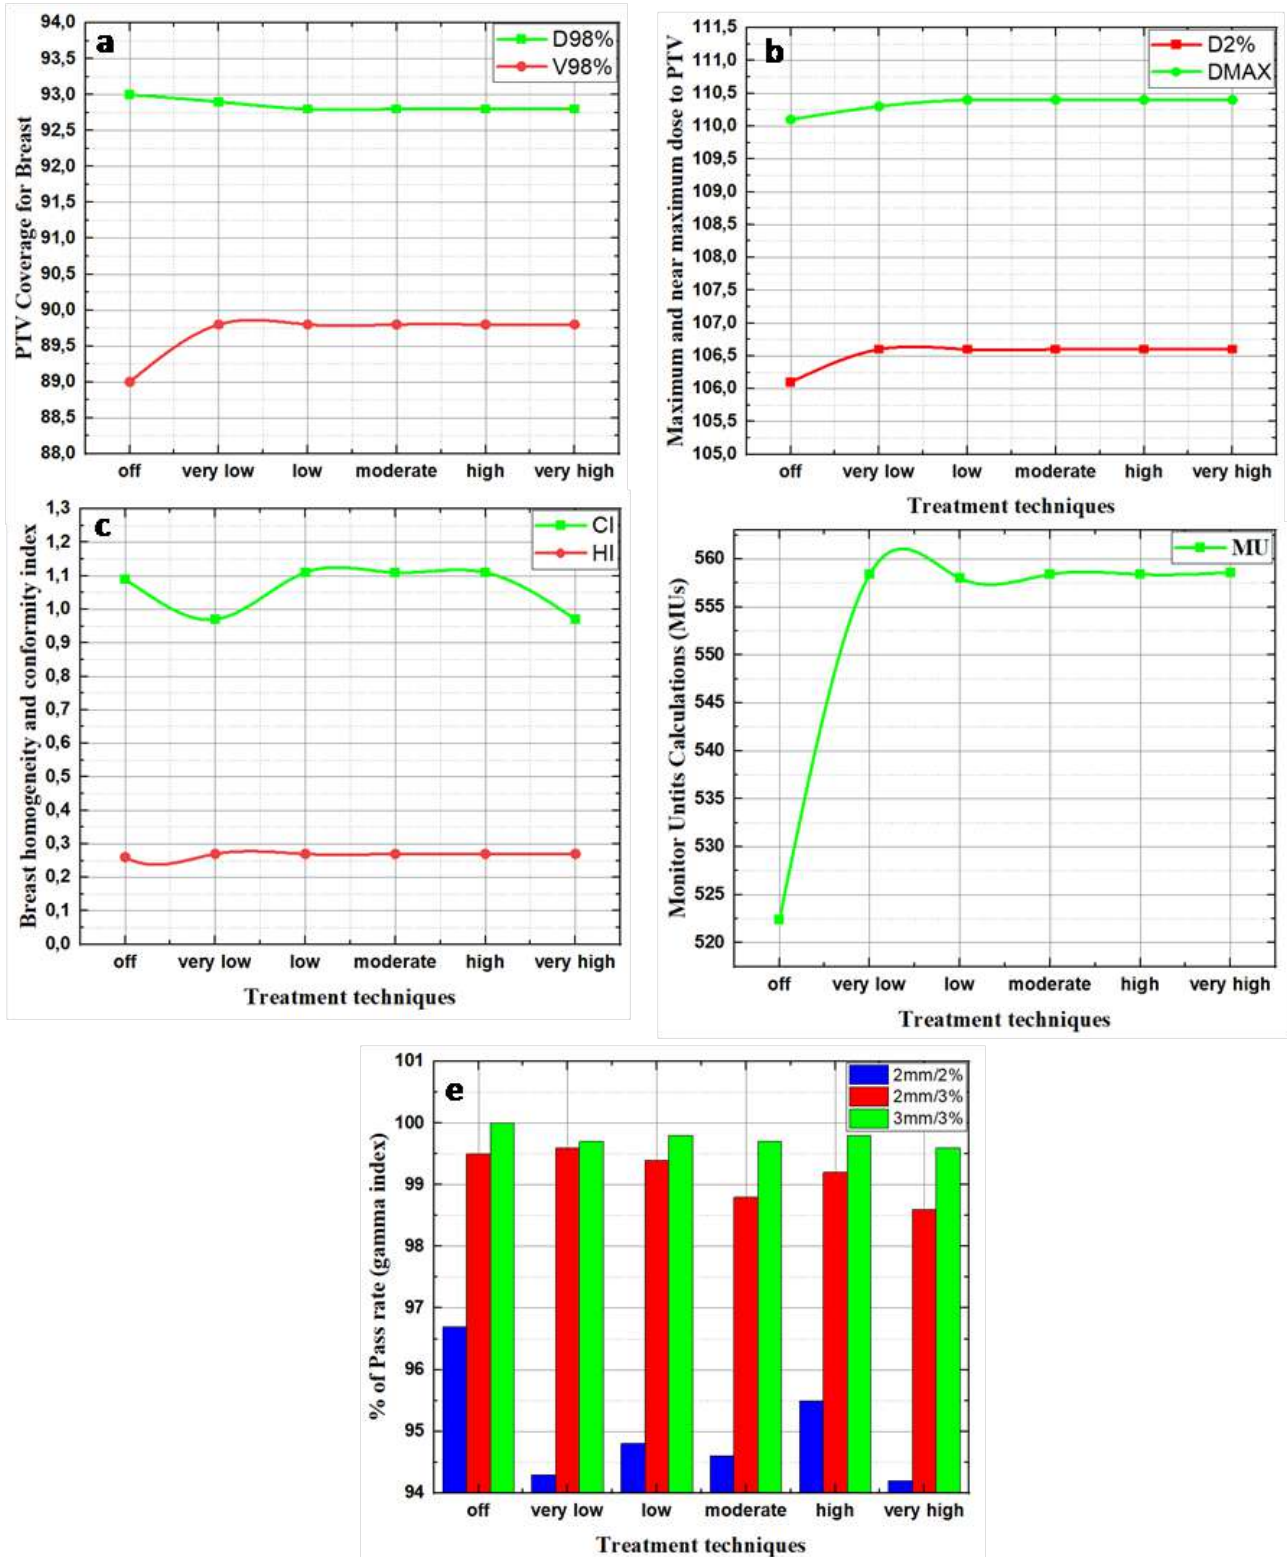 a
D98%
V98%
PTV Coverage for Breast
94,0
93,5
93,0
92,5
92,0
91,5
91,0
90,5
90,0
89,5
89,0
88,5
88,0
off very low low moderate high very high
b
D2%
DMAX
Maximum and near maximum dose to PTV
111,5
111,0
110,5
110,0
109,5
109,0
108,5
108,0
107,5
107,0
106,5
106,0
105,5
105,0
off very low low moderate high very high
Treatment techniques
c
CI
HI
Breast homogeneity and conformity index
1,3
1,2
1,1
1,0
0,9
0,8
0,7
0,6
0,5
0,4
0,3
0,2
0,1
0,0
off very low low moderate high very high
Treatment techniques
MU
Monitor Untits Calculations (MUs)
560
555
550
545
540
535
530
525
520
off very low low moderate high very high
Treatment techniques
e
2mm/2%
2mm/3%
3mm/3%
% of Pass rate (gamma index)
101
100
99
98
97
96
95
94
off very low low moderate high very high
Treatment techniques